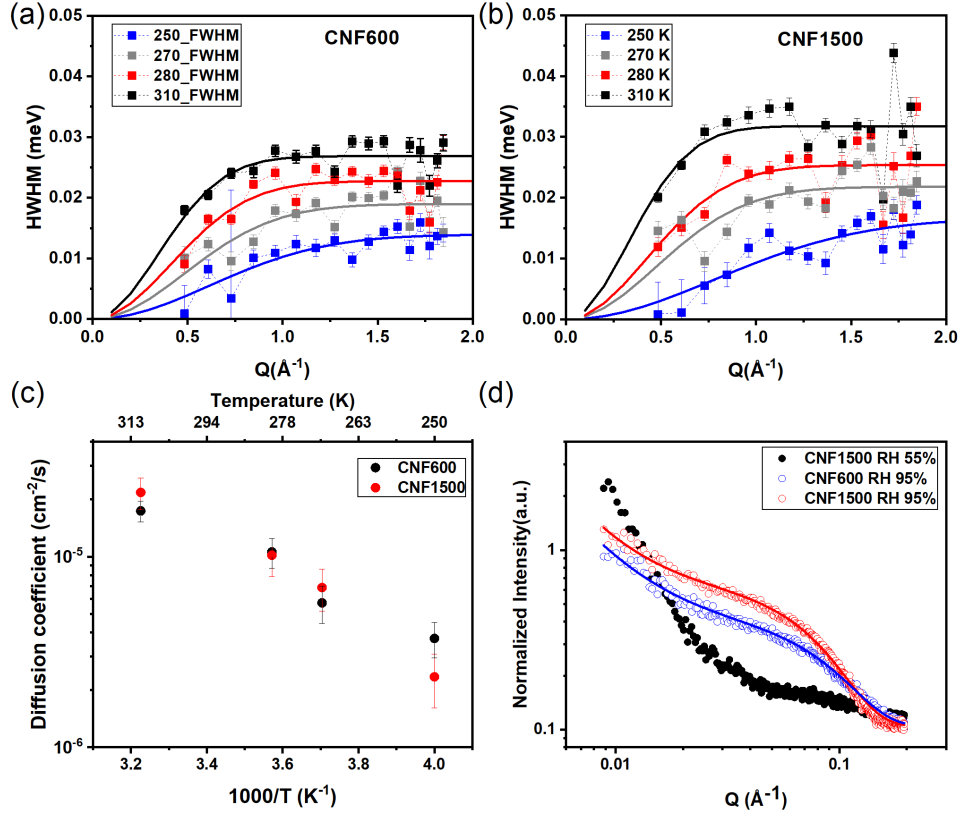 (a)
CNF600
250_FWHM
270_FWHM
280_FWHM
310_FWHM
HWHM (meV)
0.05
0.04
0.03
0.02
0.01
0.00
0.0 0.5 1.0 1.5 2.0
Q(Å-1)
(b)
CNF1500
250 K
270 K
280 K
310 K
HWHM (meV)
0.05
0.04
0.03
0.02
0.01
0.00
0.0 0.5 1.0 1.5 2.0
Q(Å-1)
(c)
Temperature (K)
313 294 278 263 250
CNF600
CNF1500
Diffusion coefficient (cm-2/s)
10-5
10-6
3.2 3.4 3.6 3.8 4.0
1000/T (K-1)
(d)
CNF1500 RH 55%
CNF600 RH 95%
CNF1500 RH 95%
Normalized Intensity(a.u.)
1
0.1
0.01 0.1
Q (Å-1)